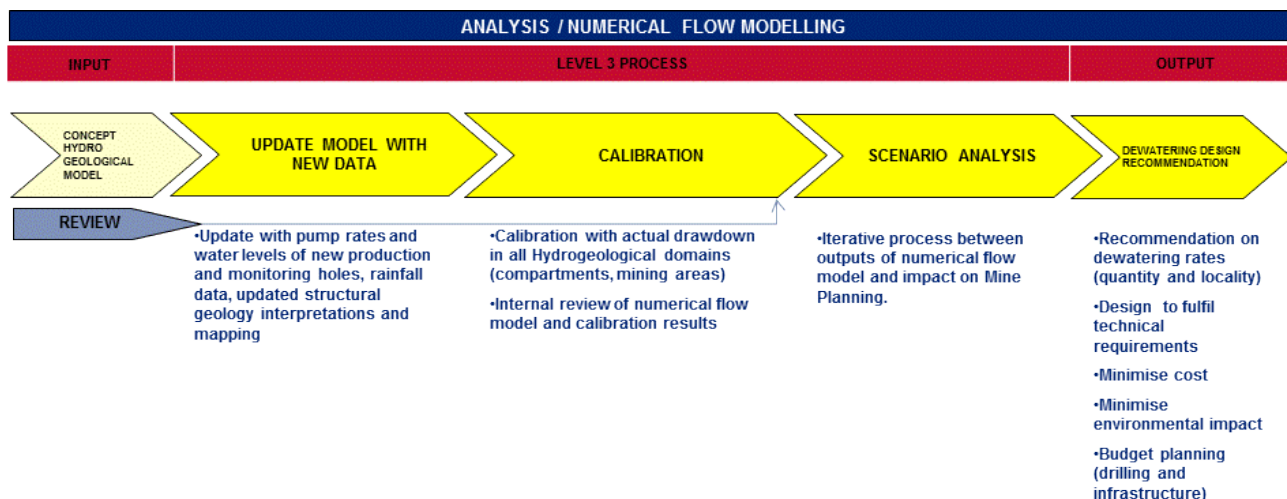 ANALYSIS / NUMERICAL FLOW MODELLING
INPUT
LEVEL 3 PROCESS
OUTPUT
CONCEPT
HYDRO
GEOLOGICAL
MODEL
UPDATE MODEL WITH
NEW DATA
CALIBRATION
SCENARIO ANALYSIS
DEWATERING DESIGN
RECOMMENDATION
REVIEW
•Update with pump rates and
water levels of new production
and monitoring holes, rainfall
data, updated structural
geology interpretations and
mapping
•Calibration with actual drawdown
in all Hydrogeological domains
(compartments, mining areas)
•Internal review of numerical flow
model and calibration results
•Iterative process between
outputs of numerical flow
model and impact on Mine
Planning.
•Recommendation on
dewatering rates
(quantity and locality)
•Design to fulfil
technical
requirements
•Minimise cost
•Minimise
environmental impact
•Budget planning
(drilling and
infrastructure)